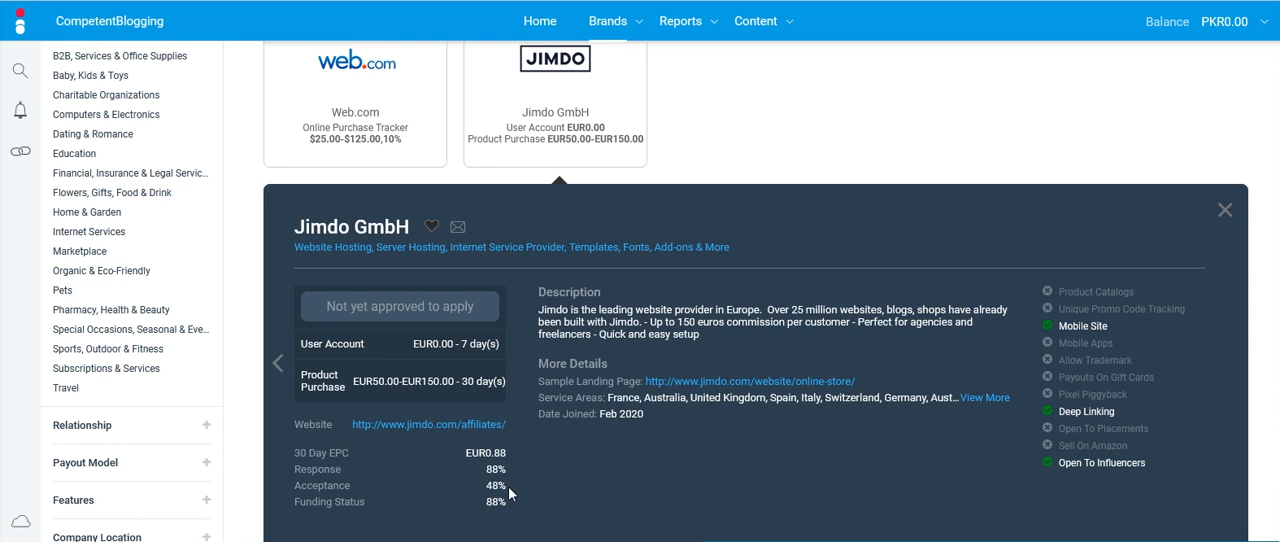 CompetentBlogging
Home
Brands
Reports
Content
Balance PKR0.00
B2B, Services & Office Supplies
Baby, Kids & Toys
Charitable Organizations
Computers & Electronics
Dating & Romance
Education
Financial, Insurance & Legal Servic...
Flowers, Gifts, Food & Drink
Home & Garden
Internet Services
Marketplace
Organic & Eco-Friendly
Pets
Pharmacy, Health & Beauty
Special Occasions, Seasonal & Eve...
Sports, Outdoor & Fitness
Subscriptions & Services
Travel
Relationship +
Payout Model +
Features +
Company Location +
web.com
Web.com
Online Purchase Tracker
$25.00-$125.00,10%
JIMDO
Jimdo GmbH
User Account EUR0.00
Product Purchase EUR50.00-EUR150.00
Jimdo GmbH
Website Hosting, Server Hosting, Internet Service Provider, Templates, Fonts, Add-ons & More
Not yet approved to apply
User Account EUR0.00 - 7 day(s)
Product
Purchase EUR50.00-EUR150.00 - 30 day(s)
Website http://www.jimdo.com/affiliates/
30 Day EPC EUR0.88
Response 88%
Acceptance 48%
Funding Status 88%
Description
Jimdo is the leading website provider in Europe. Over 25 million websites, blogs, shops have already
been built with Jimdo. - Up to 150 euros commission per customer - Perfect for agencies and
freelancers - Quick and easy setup
More Details
Sample Landing Page: http://www.jimdo.com/website/online-store/
Service Areas: France, Australia, United Kingdom, Spain, Italy, Switzerland, Germany, Aust... View More
Date Joined: Feb 2020
Product Catalogs
Unique Promo Code Tracking
Mobile Site
Mobile Apps
Allow Trademark
Payouts On Gift Cards
Pixel Piggyback
Deep Linking
Open To Placements
Sell On Amazon
Open To Influencers